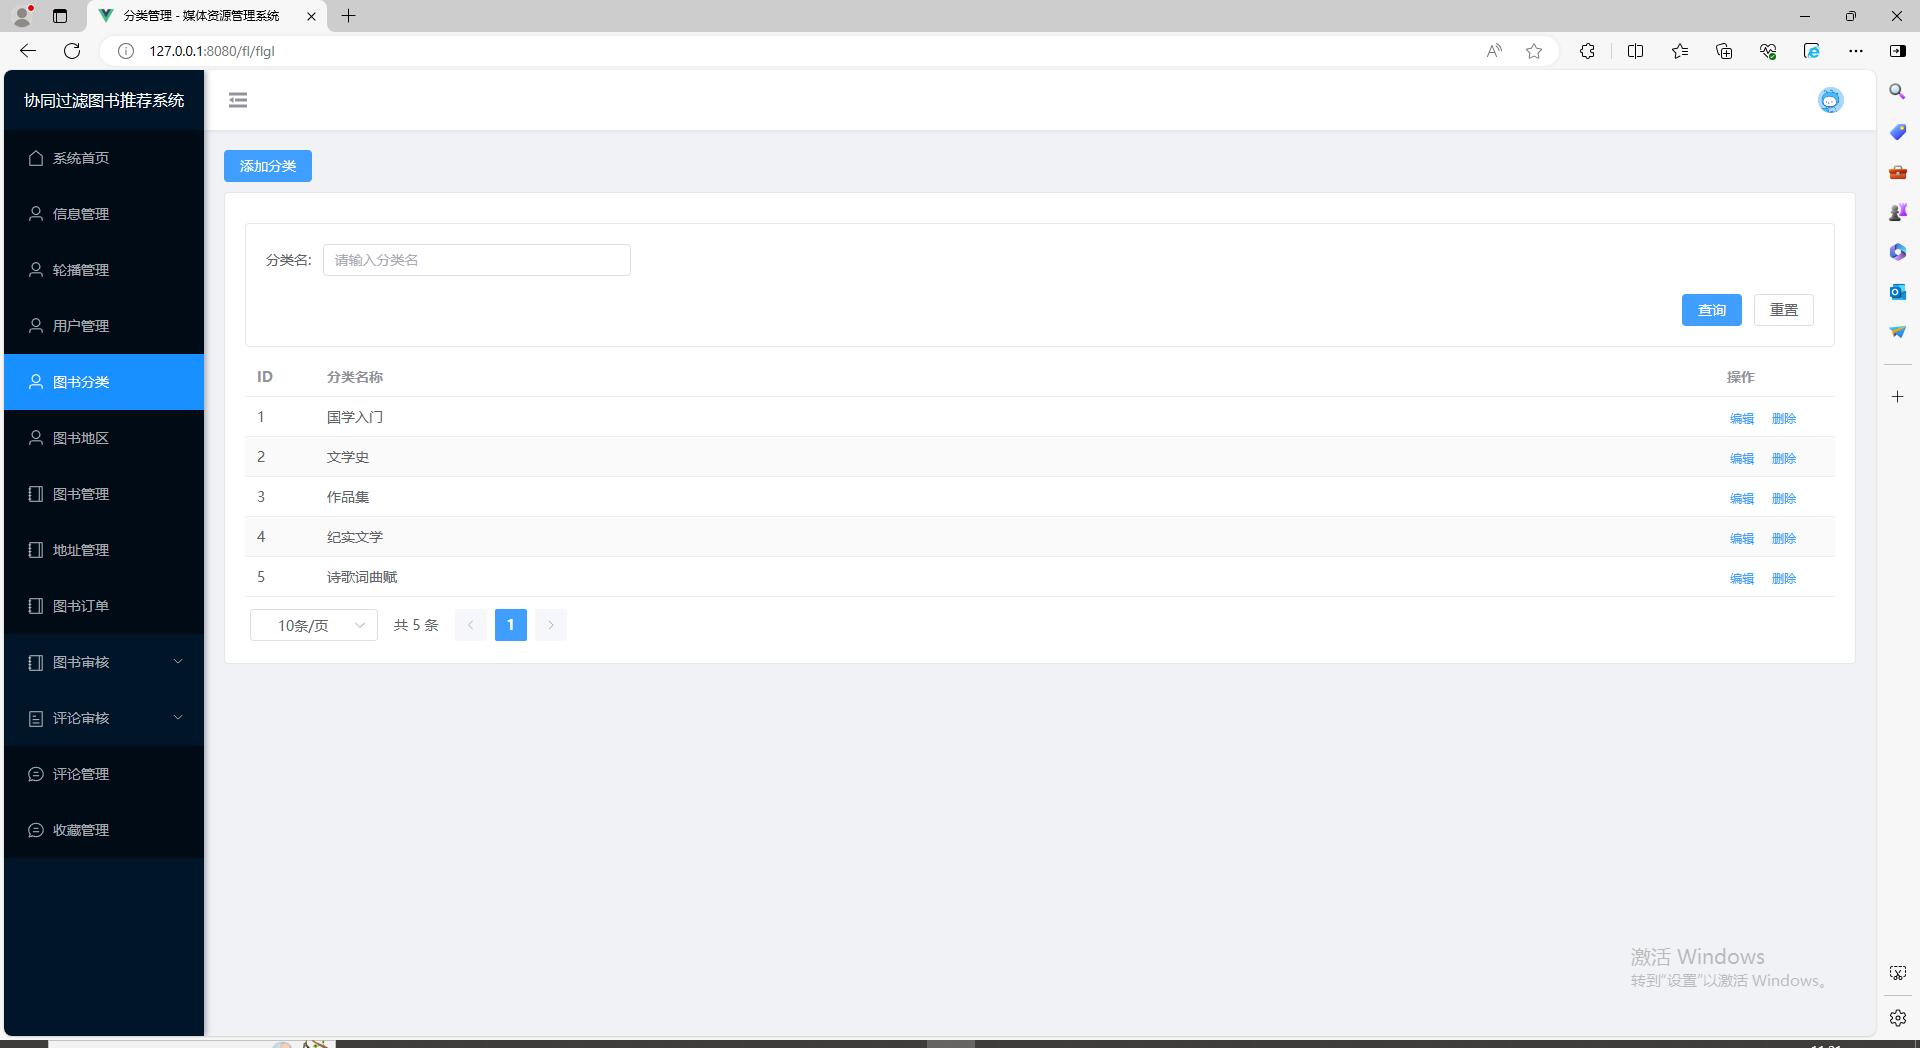 分类管理 - 媒体资源管理系统
127.0.0.1:8080/fl/flgl
协同过滤图书推荐系统
系统首页
信息管理
轮播管理
用户管理
图书分类
图书地区
图书管理
地址管理
图书订单
图书审核
评论审核
评论管理
收藏管理
添加分类
分类名: 请输入分类名
查询 重置
ID 分类名称 操作
1 国学入门 编辑 删除
2 文学史 编辑 删除
3 作品集 编辑 删除
4 纪实文学 编辑 删除
5 诗歌词曲赋 编辑 删除
10条/页 共 5 条 1
激活 Windows
转到“设置”以激活 Windows。